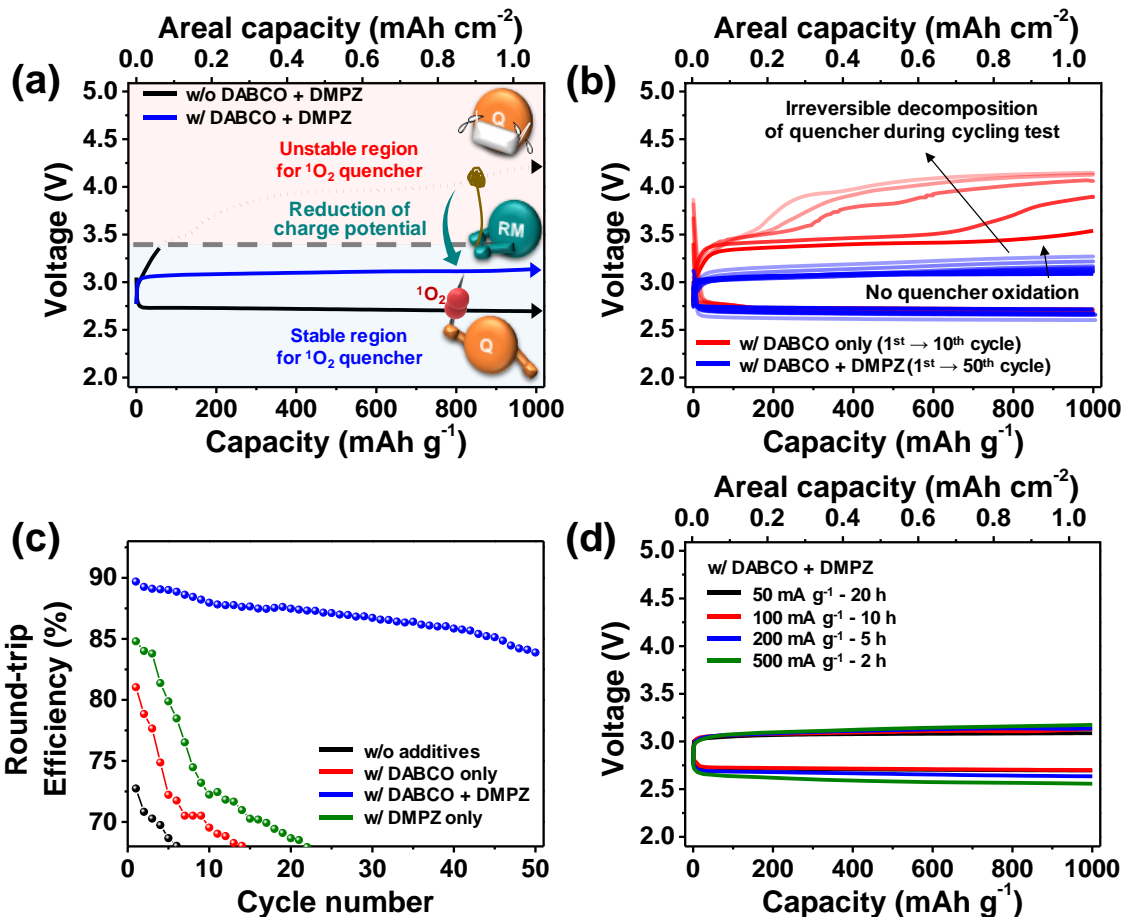 Areal capacity (mAh cm-2)
0.0 0.2 0.4 0.6 0.8 1.0
(a)
w/o DABCO + DMPZ
w/ DABCO + DMPZ
Q
Unstable region
for 1O2 quencher
Reduction of
charge potential
RM
1O2
Q
Stable region
for 1O2 quencher
5.0
4.5
4.0
3.5
3.0
2.5
2.0
Voltage (V)
0 200 400 600 800 1000
Capacity (mAh g-1)
Areal capacity (mAh cm-2)
0.0 0.2 0.4 0.6 0.8 1.0
(b)
Irreversible decomposition
of quencher during cycling test
No quencher oxidation
w/ DABCO only (1st → 10th cycle)
w/ DABCO + DMPZ (1st → 50th cycle)
5.0
4.5
4.0
3.5
3.0
2.5
2.0
Voltage (V)
0 200 400 600 800 1000
Capacity (mAh g-1)
(c)
90
85
80
75
70
Round-trip
Efficiency (%)
w/o additives
w/ DABCO only
w/ DABCO + DMPZ
w/ DMPZ only
0 10 20 30 40 50
Cycle number
Areal capacity (mAh cm-2)
0.0 0.2 0.4 0.6 0.8 1.0
(d)
w/ DABCO + DMPZ
50 mA g-1 - 20 h
100 mA g-1 - 10 h
200 mA g-1 - 5 h
500 mA g-1 - 2 h
5.0
4.5
4.0
3.5
3.0
2.5
2.0
Voltage (V)
0 200 400 600 800 1000
Capacity (mAh g-1)